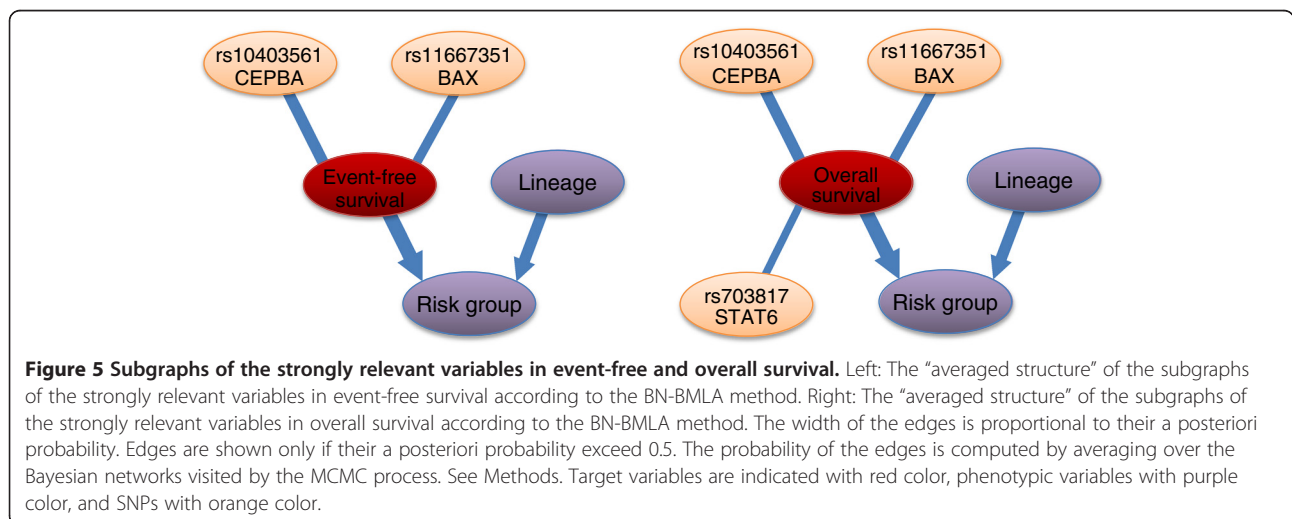 rs10403561
CEPBA
rs11667351
BAX
Event-free
survival
Lineage
Risk group
rs10403561
CEPBA
rs11667351
BAX
Overall
survival
Lineage
rs703817
STAT6
Risk group
Figure 5 Subgraphs of the strongly relevant variables in event-free and overall survival. Left: The “averaged structure” of the subgraphs
of the strongly relevant variables in event-free survival according to the BN-BMLA method. Right: The “averaged structure” of the subgraphs of
the strongly relevant variables in overall survival according to the BN-BMLA method. The width of the edges is proportional to their a posteriori
probability. Edges are shown only if their a posteriori probability exceed 0.5. The probability of the edges is computed by averaging over the
Bayesian networks visited by the MCMC process. See Methods. Target variables are indicated with red color, phenotypic variables with purple
color, and SNPs with orange color.